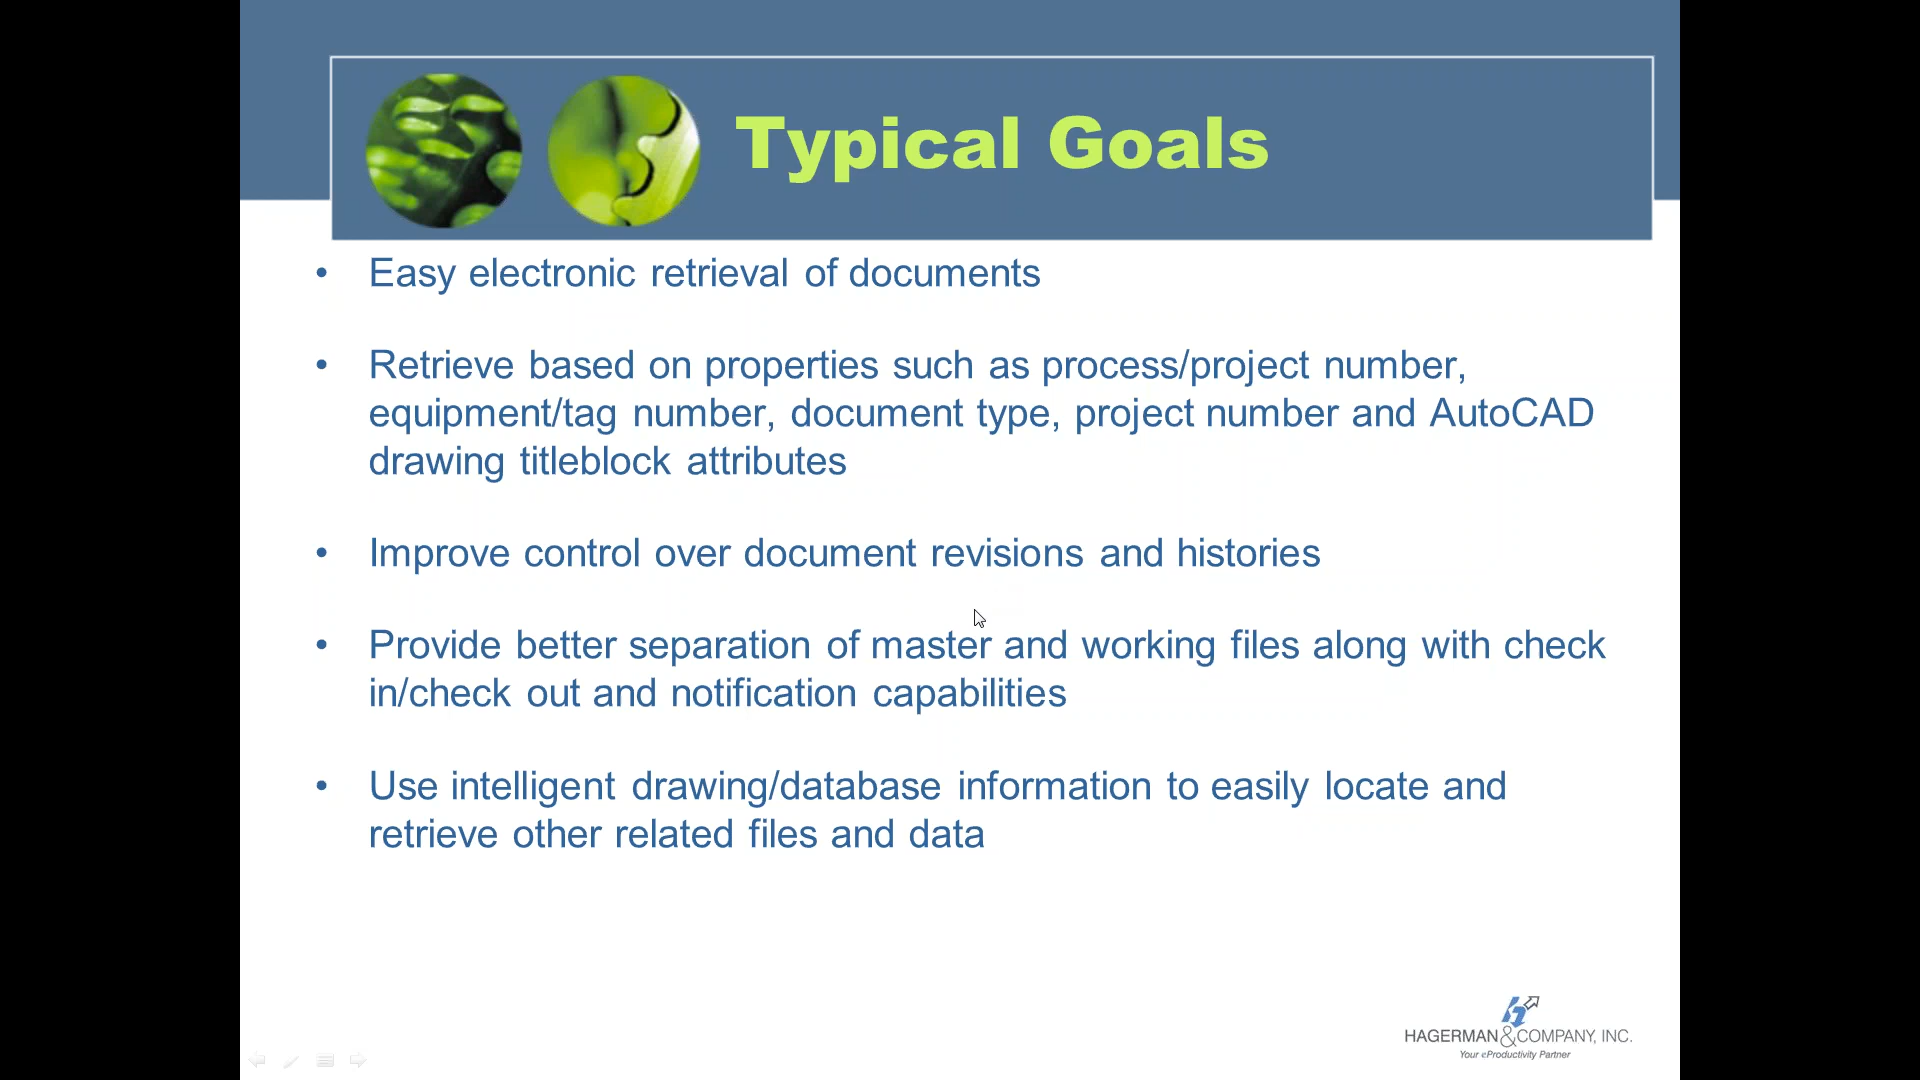 Typical Goals
• Easy electronic retrieval of documents
• Retrieve based on properties such as process/project number,
equipment/tag number, document type, project number and AutoCAD
drawing titleblock attributes
• Improve control over document revisions and histories
• Provide better separation of master and working files along with check
in/check out and notification capabilities
• Use intelligent drawing/database information to easily locate and
retrieve other related files and data
HAGERMAN & COMPANY, INC.
Your eProductivity Partner